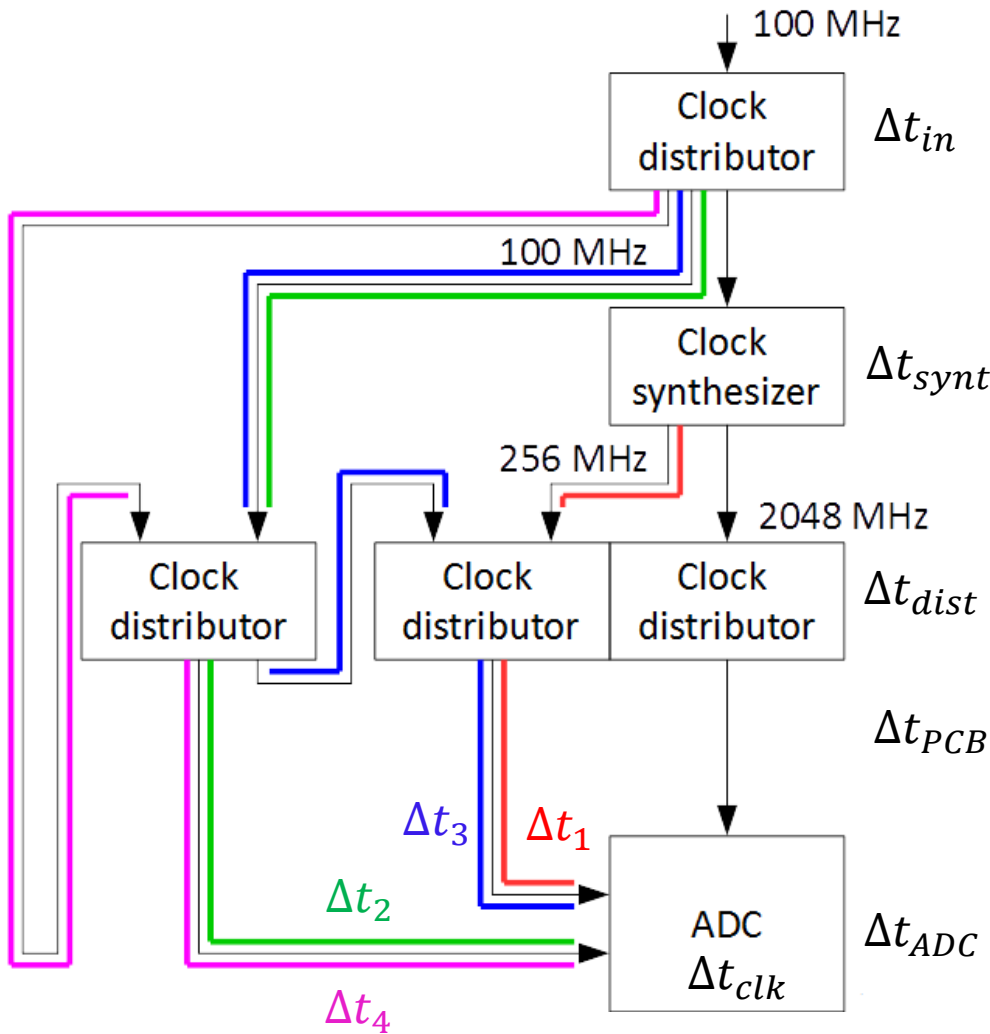 100 MHz
Clock
distributor
Δt_in
100 MHz
Clock
synthesizer
Δt_synt
256 MHz
2048 MHz
Clock
distributor
Clock
distributor
Clock
distributor
Δt_dist
Δt_PCB
Δt_3
Δt_1
Δt_2
ADC
Δt_clk
Δt_ADC
Δt_4